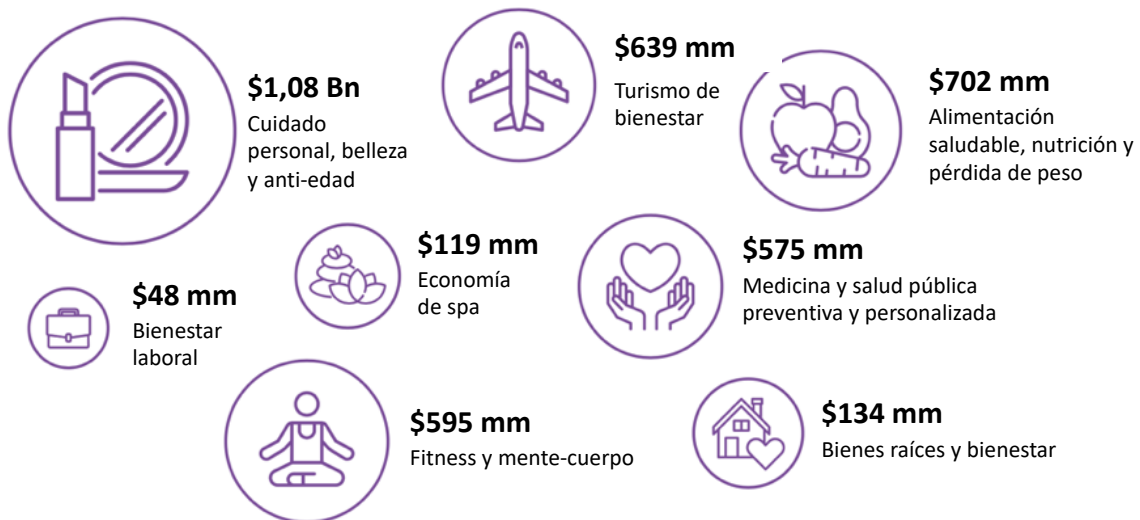 $1,08 Bn
Cuidado
personal, belleza
y anti-edad
$639 mm
Turismo de
bienestar
$702 mm
Alimentación
saludable, nutrición y
pérdida de peso
$48 mm
Bienestar
laboral
$119 mm
Economía
de spa
$575 mm
Medicina y salud pública
preventiva y personalizada
$595 mm
Fitness y mente-cuerpo
$134 mm
Bienes raíces y bienestar